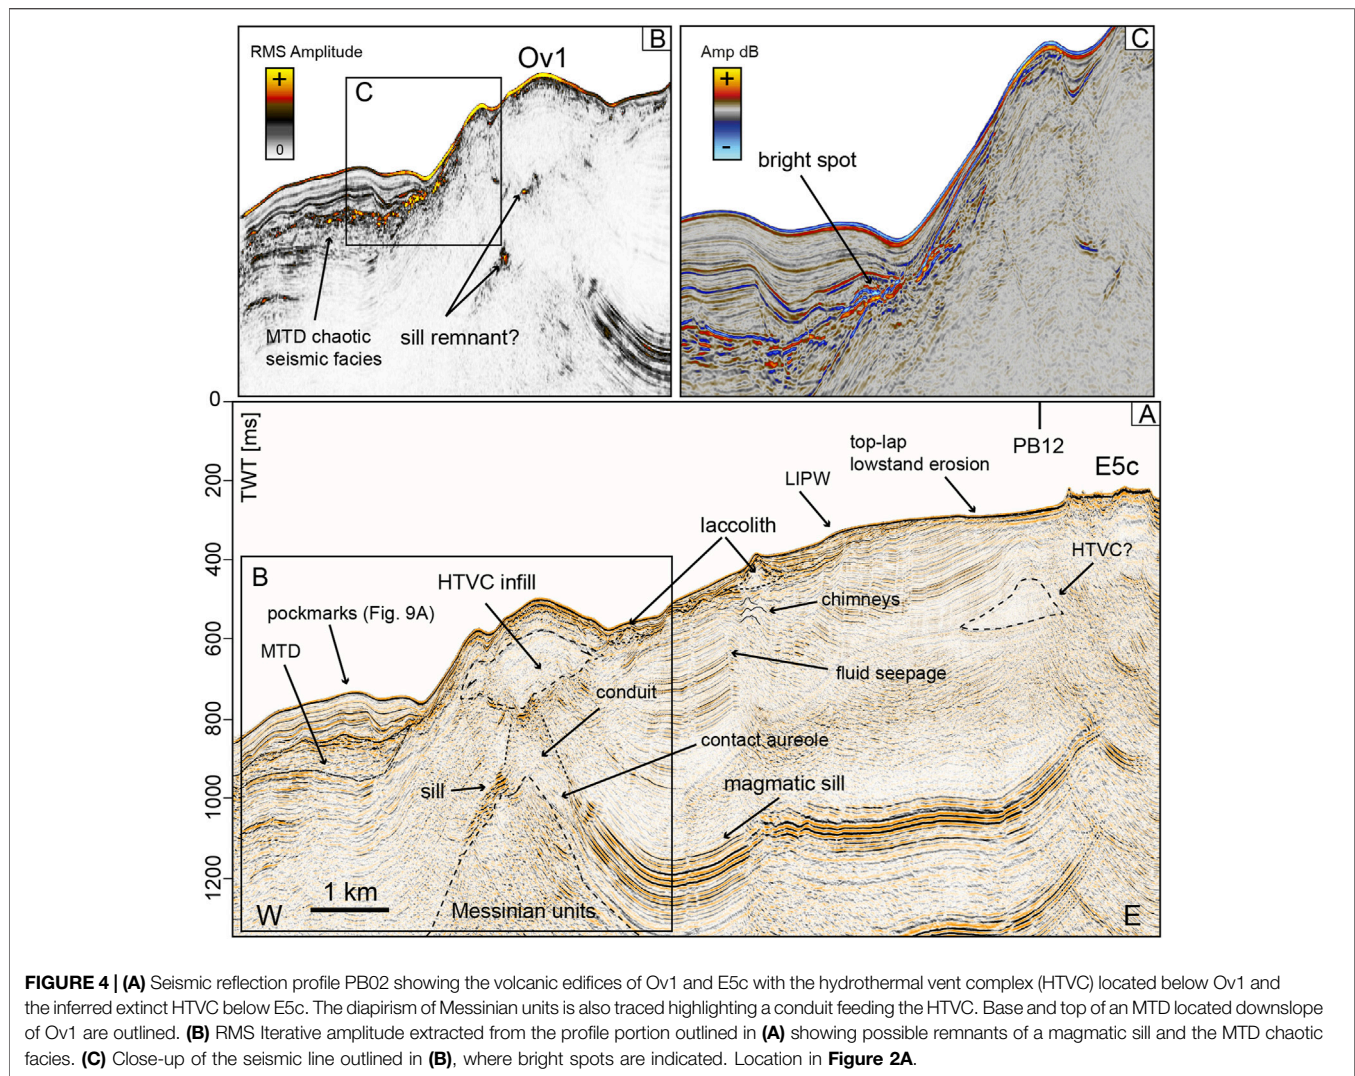 RMS Amplitude
+
0
Ov1
B
C
MTD chaotic
seismic facies
sill remnant?
Amp dB
+
-
bright spot
C
0
200
400
600
800
1000
1200
TWT [ms]
A
PB12
top-lap
lowstand erosion
E5c
LIPW
laccolith
HTVC?
B
HTVC infill
pockmarks (Fig. 9A)
chimneys
MTD
fluid seepage
conduit
contact aureole
magmatic sill
sill
1 km
W
Messinian units
E
FIGURE 4 | (A) Seismic reflection profile PB02 showing the volcanic edifices of Ov1 and E5c with the hydrothermal vent complex (HTVC) located below Ov1 and
the inferred extinct HTVC below E5c. The diapirism of Messinian units is also traced highlighting a conduit feeding the HTVC. Base and top of an MTD located downslope
of Ov1 are outlined. (B) RMS Iterative amplitude extracted from the profile portion outlined in (A) showing possible remnants of a magmatic sill and the MTD chaotic
facies. (C) Close-up of the seismic line outlined in (B), where bright spots are indicated. Location in Figure 2A.